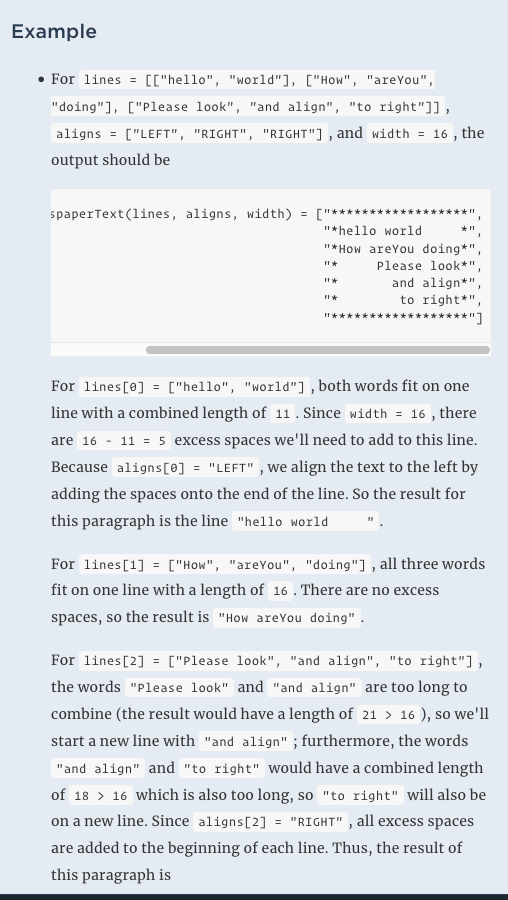 Example
• For lines = [["hello", "world"], ["How", "areYou",
"doing"], ["Please look", "and align", "to right"]],
aligns = ["LEFT", "RIGHT", "RIGHT"], and width = 16, the
output should be
spaperText(lines, aligns, width) = ["******************",
"*hello world     *",
"*How areYou doing*",
"*     Please look*",
"*       and align*",
"*        to right*",
"******************"]
For lines[0] = ["hello", "world"], both words fit on one
line with a combined length of 11. Since width = 16, there
are 16 - 11 = 5 excess spaces we'll need to add to this line.
Because aligns[0] = "LEFT", we align the text to the left by
adding the spaces onto the end of the line. So the result for
this paragraph is the line "hello world     ".
For lines[1] = ["How", "areYou", "doing"], all three words
fit on one line with a length of 16. There are no excess
spaces, so the result is "How areYou doing".
For lines[2] = ["Please look", "and align", "to right"],
the words "Please look" and "and align" are too long to
combine (the result would have a length of 21 > 16), so we'll
start a new line with "and align"; furthermore, the words
"and align" and "to right" would have a combined length
of 18 > 16 which is also too long, so "to right" will also be
on a new line. Since aligns[2] = "RIGHT", all excess spaces
are added to the beginning of each line. Thus, the result of
this paragraph is